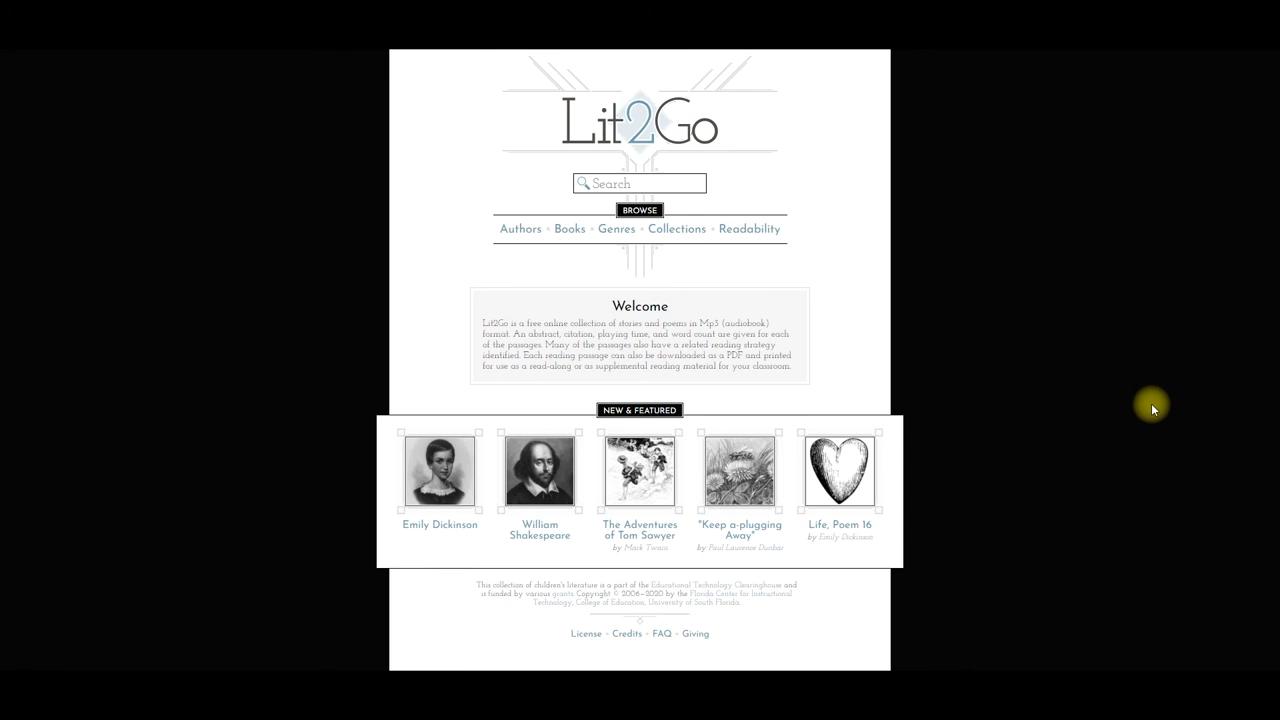 Lit2Go
Search
BROWSE
Authors • Books • Genres • Collections • Readability
Welcome
Lit2Go is a free online collection of stories and poems in Mp3 (audiobook)
format. An abstract, citation, playing time, and word count are given for each
of the passages. Many of the passages also have a related reading strategy
identified. Each reading passage can also be downloaded as a PDF and printed
for use as a read-along or as supplemental reading material for your classroom.
NEW & FEATURED
Emily Dickinson
William
Shakespeare
The Adventures
of Tom Sawyer
by Mark Twain
"Keep a-plugging
Away"
by Paul Laurence Dunbar
Life, Poem 16
by Emily Dickinson
This collection of children's literature is a part of the Educational Technology Clearinghouse and
is funded by various grants. Copyright © 2006–2020 by the Florida Center for Instructional
Technology, College of Education, University of South Florida.
License • Credits • FAQ • Giving